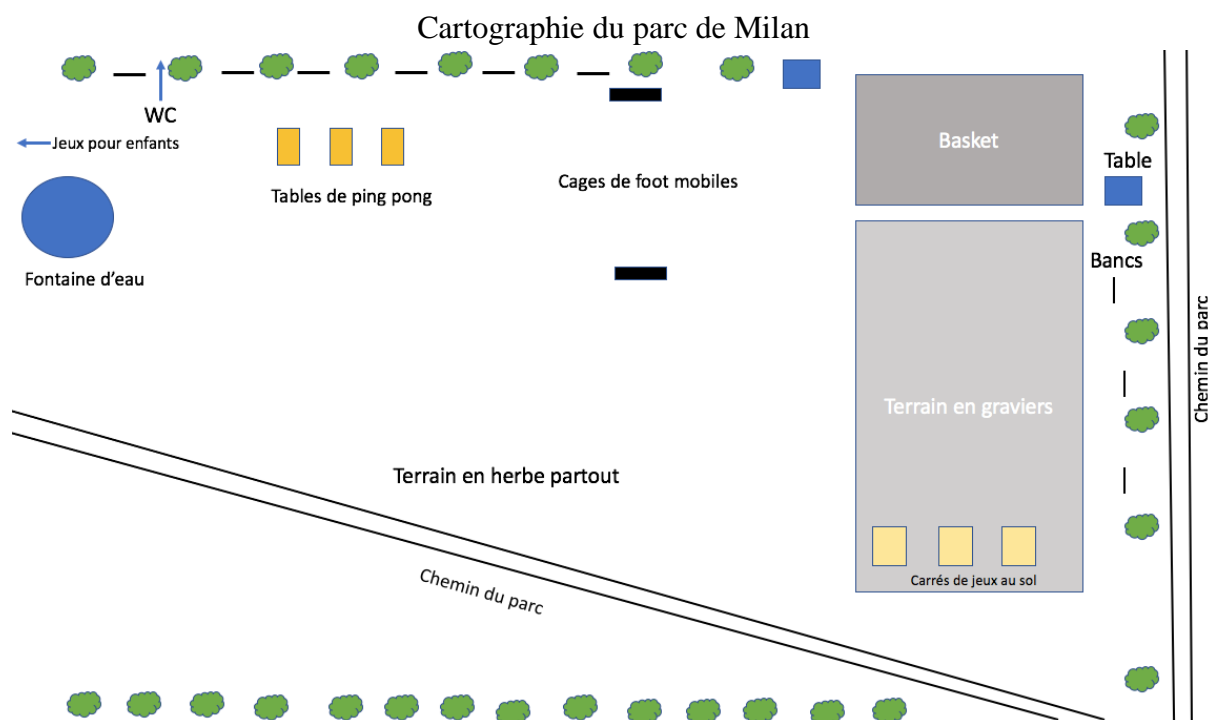 Cartographie du parc de Milan
WC
Jeux pour enfants
Tables de ping pong
Cages de foot mobiles
Basket
Table
Fontaine d'eau
Bancs
Chemin du parc
Terrain en graviers
Terrain en herbe partout
Carrés de jeux au sol
Chemin du parc